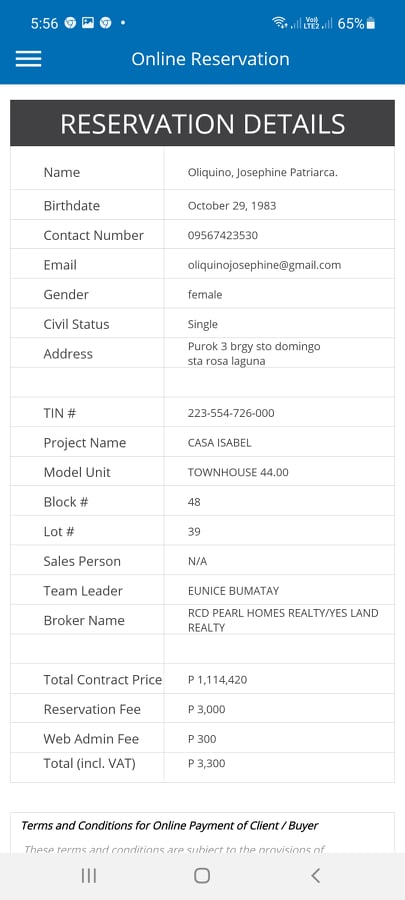 5:56
Vo)) LTE2
65%
Online Reservation
RESERVATION DETAILS
Name Oliquino, Josephine Patriarca.
Birthdate October 29, 1983
Contact Number 09567423530
Email oliquinojosephine@gmail.com
Gender female
Civil Status Single
Address Purok 3 brgy sto domingo
sta rosa laguna
TIN # 223-554-726-000
Project Name CASA ISABEL
Model Unit TOWNHOUSE 44.00
Block # 48
Lot # 39
Sales Person N/A
Team Leader EUNICE BUMATAY
Broker Name RCD PEARL HOMES REALTY/YES LAND
REALTY
Total Contract Price P 1,114,420
Reservation Fee P 3,000
Web Admin Fee P 300
Total (incl. VAT) P 3,300
Terms and Conditions for Online Payment of Client / Buyer
These terms and conditions are subject to the provisions of